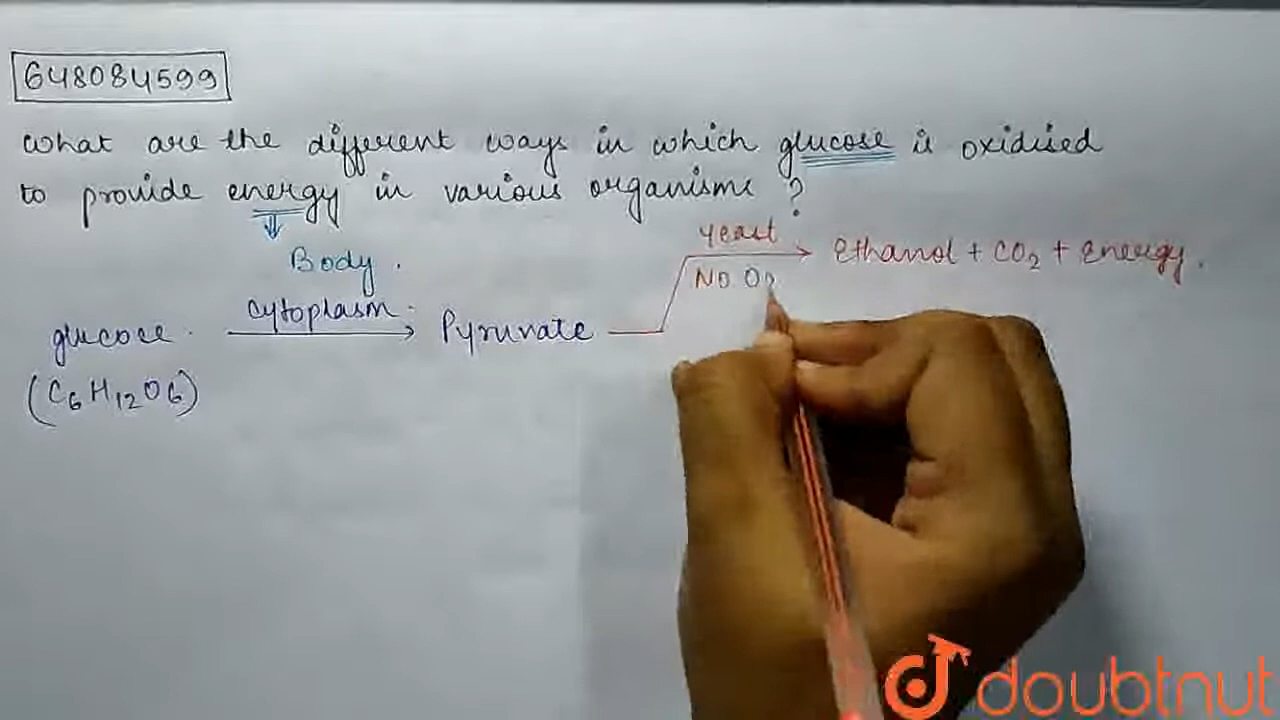 648084599
What are the different ways in which glucose is oxidised
to provide energy in various organisms ?
Yeast
Ethanol + CO2 + Energy.
Body.
NO O2
Cytoplasm.
glucose. Pyruvate
(C6H12O6)
doubtnut